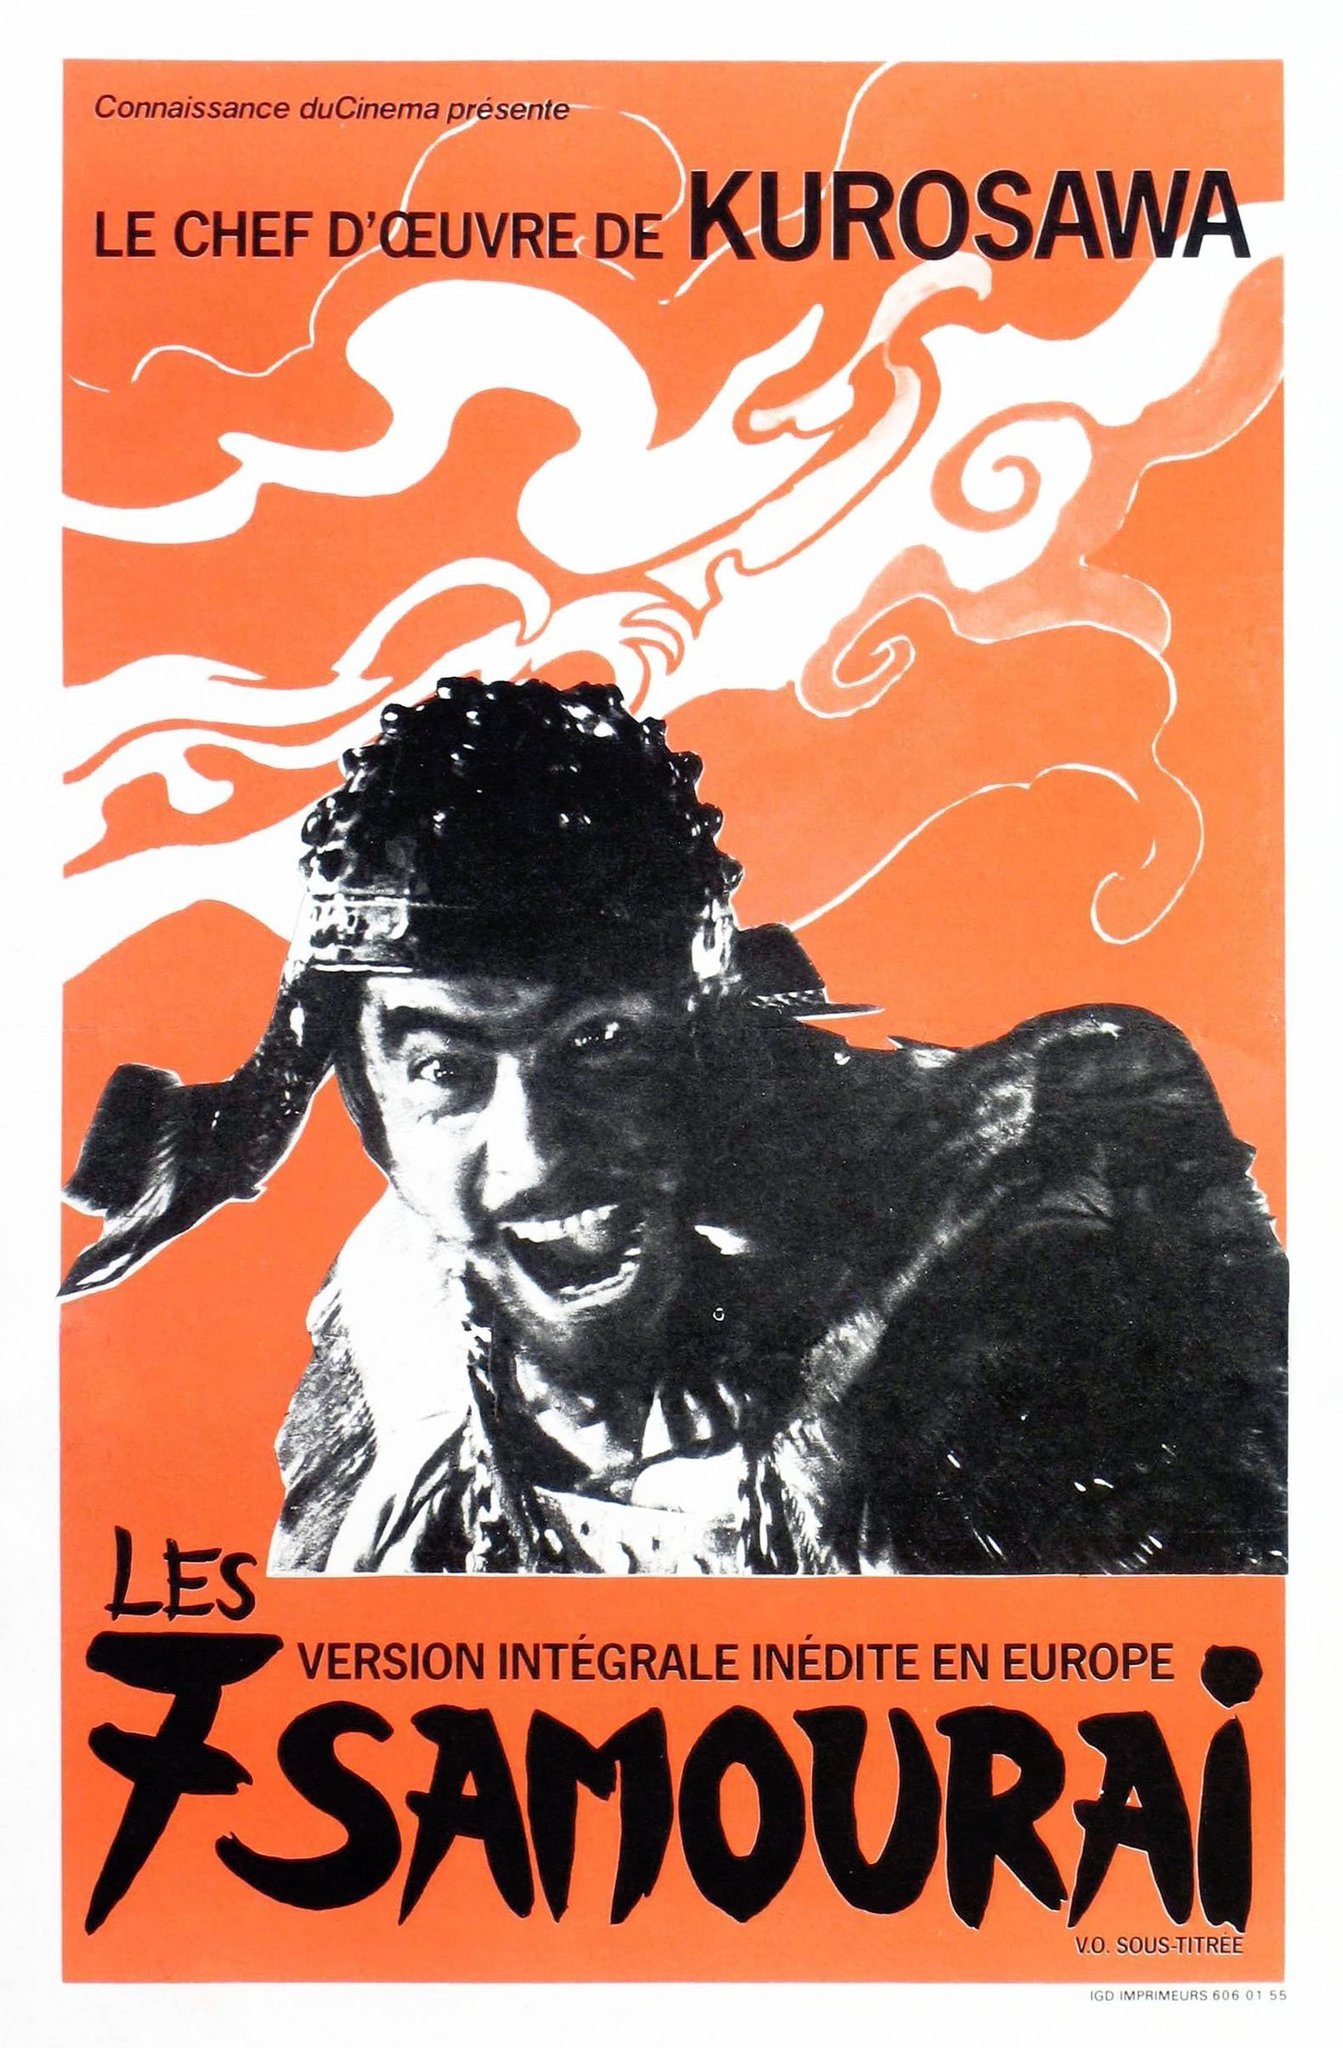 Connaissance duCinema présente
LE CHEF D'ŒUVRE DE KUROSAWA
LES
VERSION INTÉGRALE INÉDITE EN EUROPE
7 SAMOURAi
V.O. SOUS-TITRÉE
IGD IMPRIMEURS 606 01 55